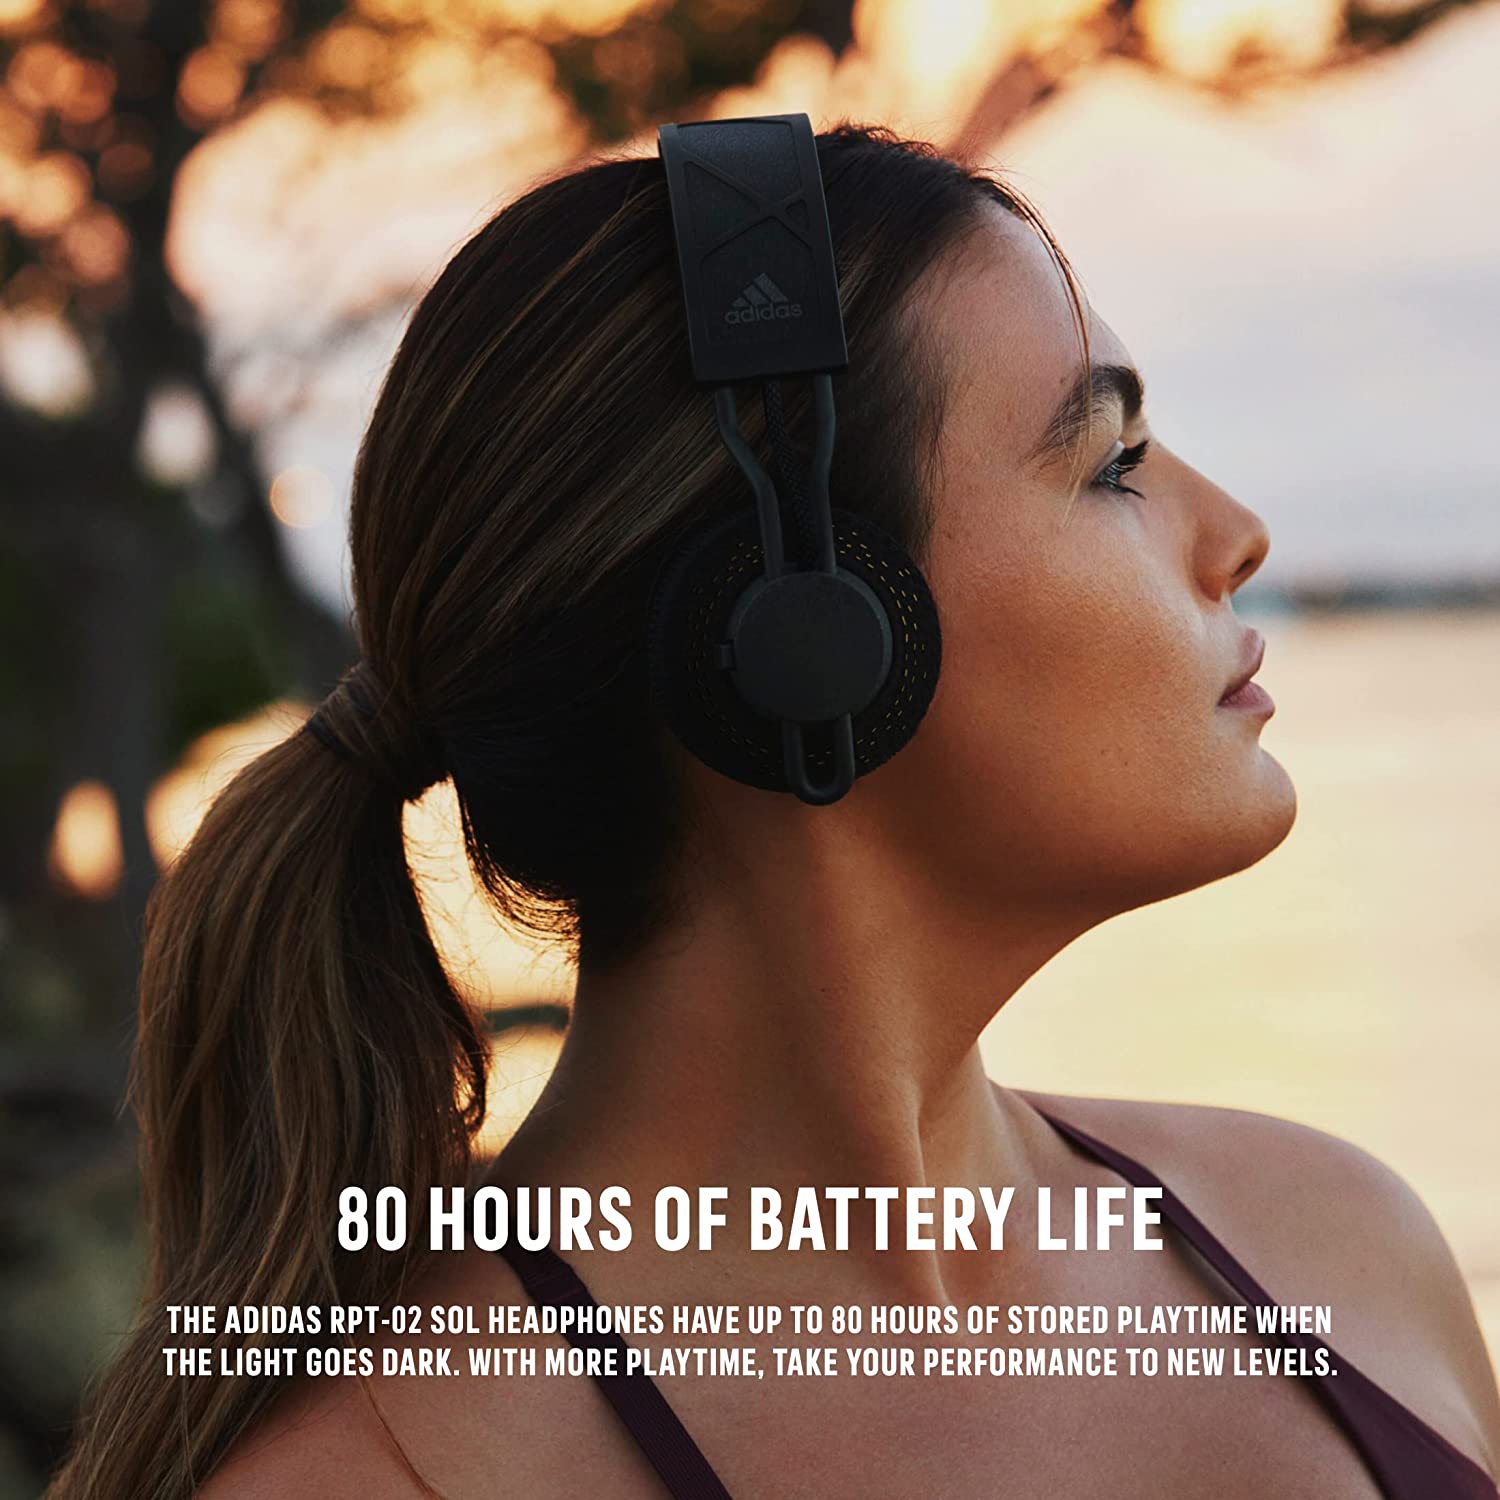 adidas
80 HOURS OF BATTERY LIFE
THE ADIDAS RPT-02 SOL HEADPHONES HAVE UP TO 80 HOURS OF STORED PLAYTIME WHEN
THE LIGHT GOES DARK. WITH MORE PLAYTIME, TAKE YOUR PERFORMANCE TO NEW LEVELS.